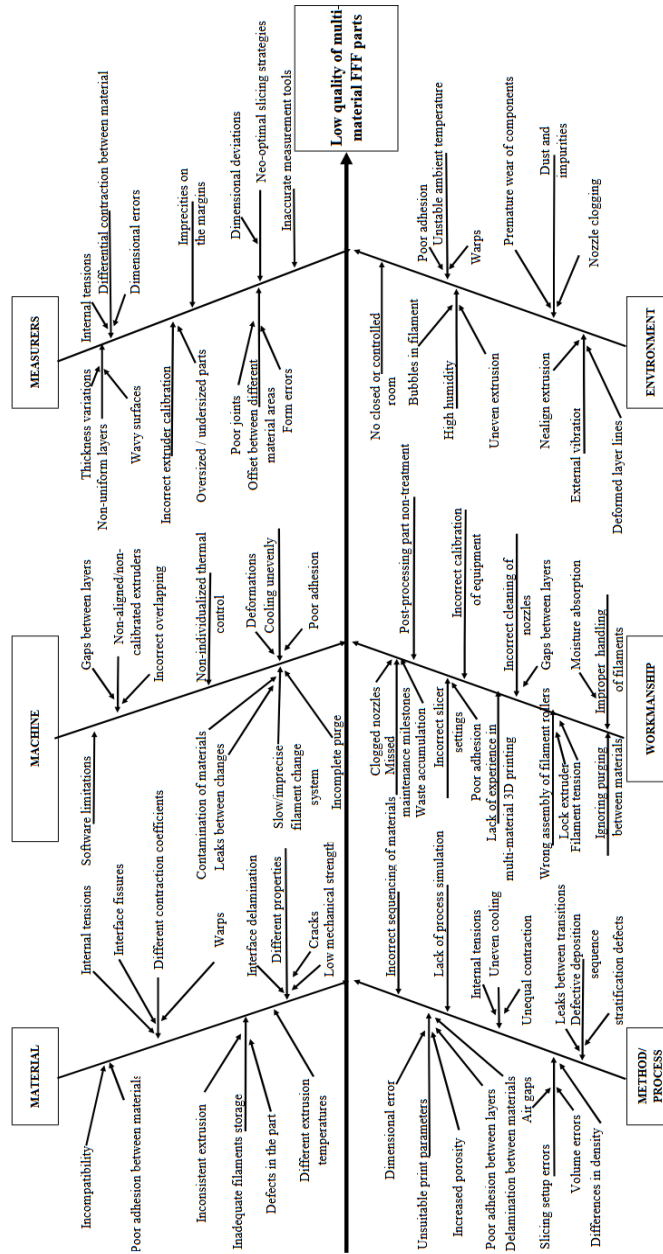 MATERIAL
Incompatibility
Poor adhesion between materials
Internal tensions
Interface fissures
Different contraction coefficients
Warps
Inconsistent extrusion
Inadequate filaments storage
Defects in the part
Different extrusion
temperatures
Interface delamination
Different properties
Cracks
Low mechanical strength
MACHINE
Software limitations
Gaps between layers
Non-aligned/non-
calibrated extruders
Incorrect overlapping
Non-individualized thermal
control
Contamination of materials
Leaks between changes
Slow/imprecise
filament change
system
Incomplete purge
Deformations
Cooling unevenly
Poor adhesion
MEASURERS
Thickness variations
Non-uniform layers
Wavy surfaces
Internal tensions
Differential contraction between material
Dimensional errors
Incorrect extruder calibration
Oversized / undersized parts
Imprecities on
the margins
Poor joints
Offset between different
material areas
Form errors
Dimensional deviations
Neo-optimal slicing strategies
Inaccurate measurement tools
Low quality of multi-
material FFF parts
Incorrect sequencing of materials
Lack of process simulation
Dimensional error
Unsuitable print parameters
Increased porosity
Poor adhesion between layers
Delamination between materials
Air gaps
Internal tensions
Uneven cooling
Unequal contraction
Slicing setup errors
Volume errors
Differences in density
Leaks between transitions
Defective deposition
sequence
stratification defects
METHOD/
PROCESS
Clogged nozzles
Missed
maintenance milestones
Waste accumulation
Post-processing part non-treatment
Incorrect slicer
settings
Poor adhesion
Incorrect calibration
of equipment
Lack of experience in
multi-material 3D printing
Incorrect cleaning of
nozzles
Gaps between layers
Wrong assembly of filament rollers
Lock extruder
Filament tension
Moisture absorption
Improper handling
of filaments
Ignoring purging
between materials
WORKMANSHIP
No closed or controlled
room
Bubbles in filament
High humidity
Uneven extrusion
Poor adhesion
Unstable ambient temperature
Warps
Nealign extrusion
External vibration
Deformed layer lines
Premature wear of components
Dust and
impurities
Nozzle clogging
ENVIRONMENT